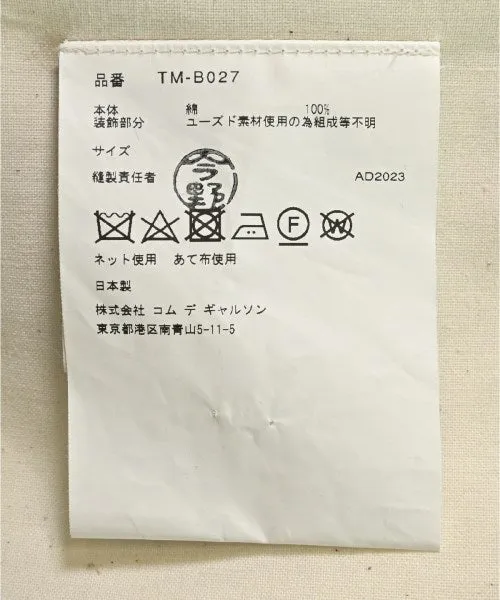 品番 TM-B027
本体 綿 100%
装飾部分 ユーズド素材使用の為組成等不明
サイズ
縫製責任者 今野 AD2023
F W
ネット使用 あて布使用
日本製
株式会社 コム デ ギャルソン
東京都港区南青山5-11-5